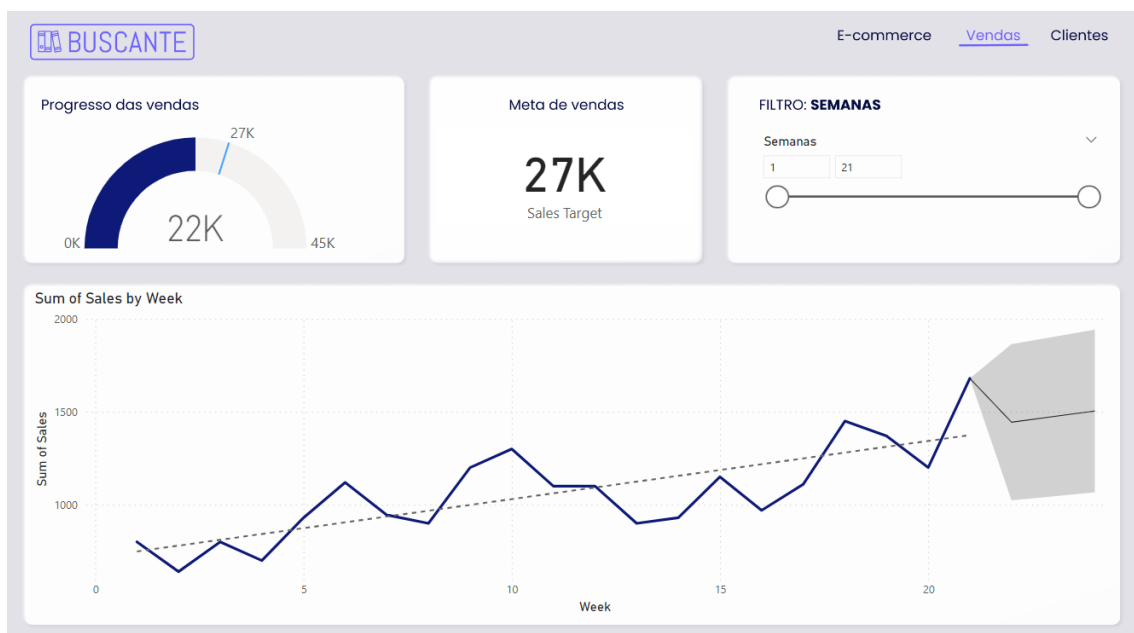 BUSCANTE
E-commerce Vendas Clientes
Progresso das vendas
27K
22K
0K
45K
Meta de vendas
27K
Sales Target
FILTRO: SEMANAS
Semanas
1 21
Sum of Sales by Week
2000
1500
1000
Sum of Sales
0 5 10 15 20
Week